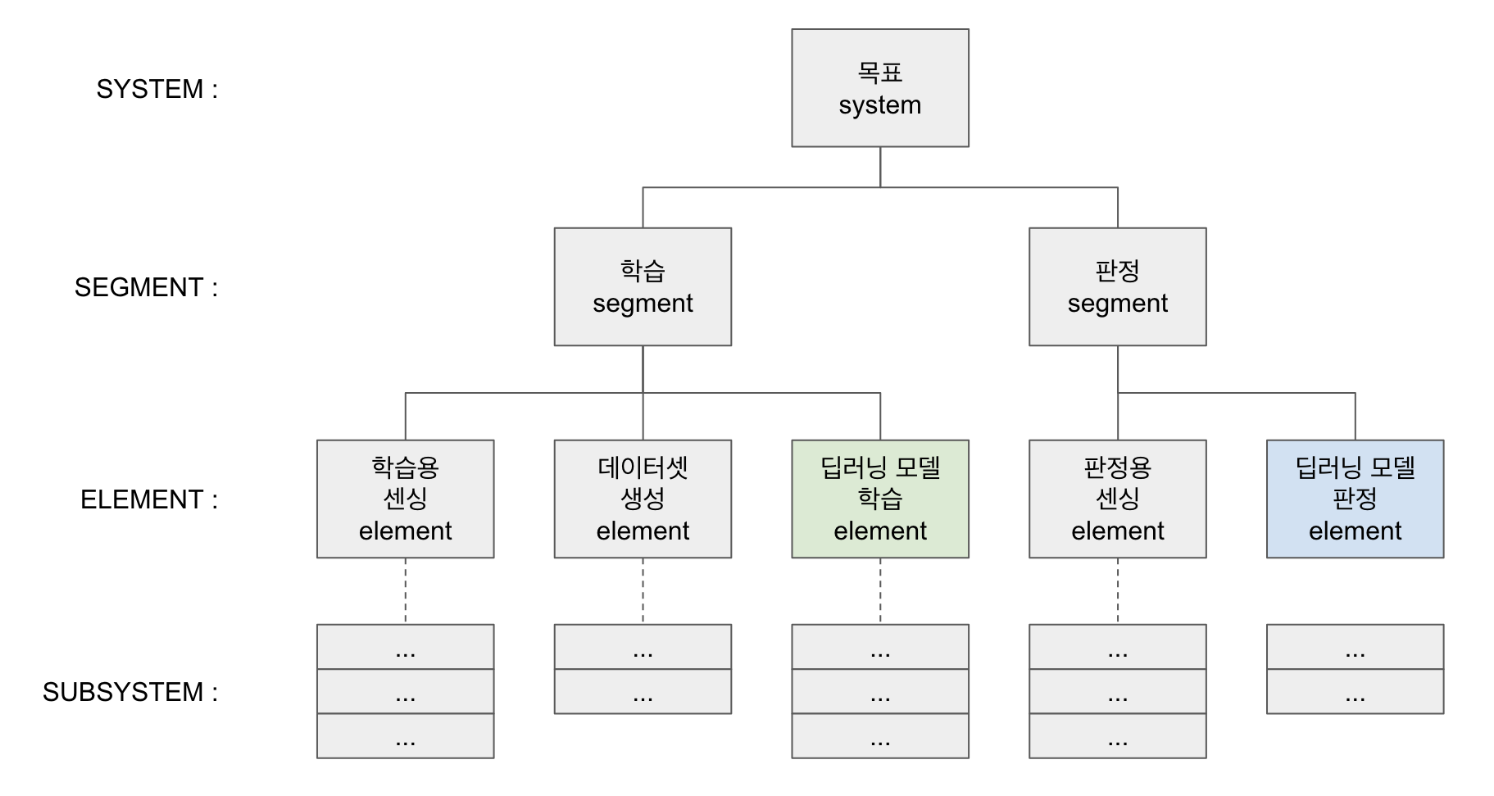 SYSTEM :
목표
system
SEGMENT :
학습
segment
판정
segment
ELEMENT :
학습용
센싱
element
데이터셋
생성
element
딥러닝 모델
학습
element
판정용
센싱
element
딥러닝 모델
판정
element
SUBSYSTEM :
...
...
...
...
...
...
...
...
...
...
...
...
...